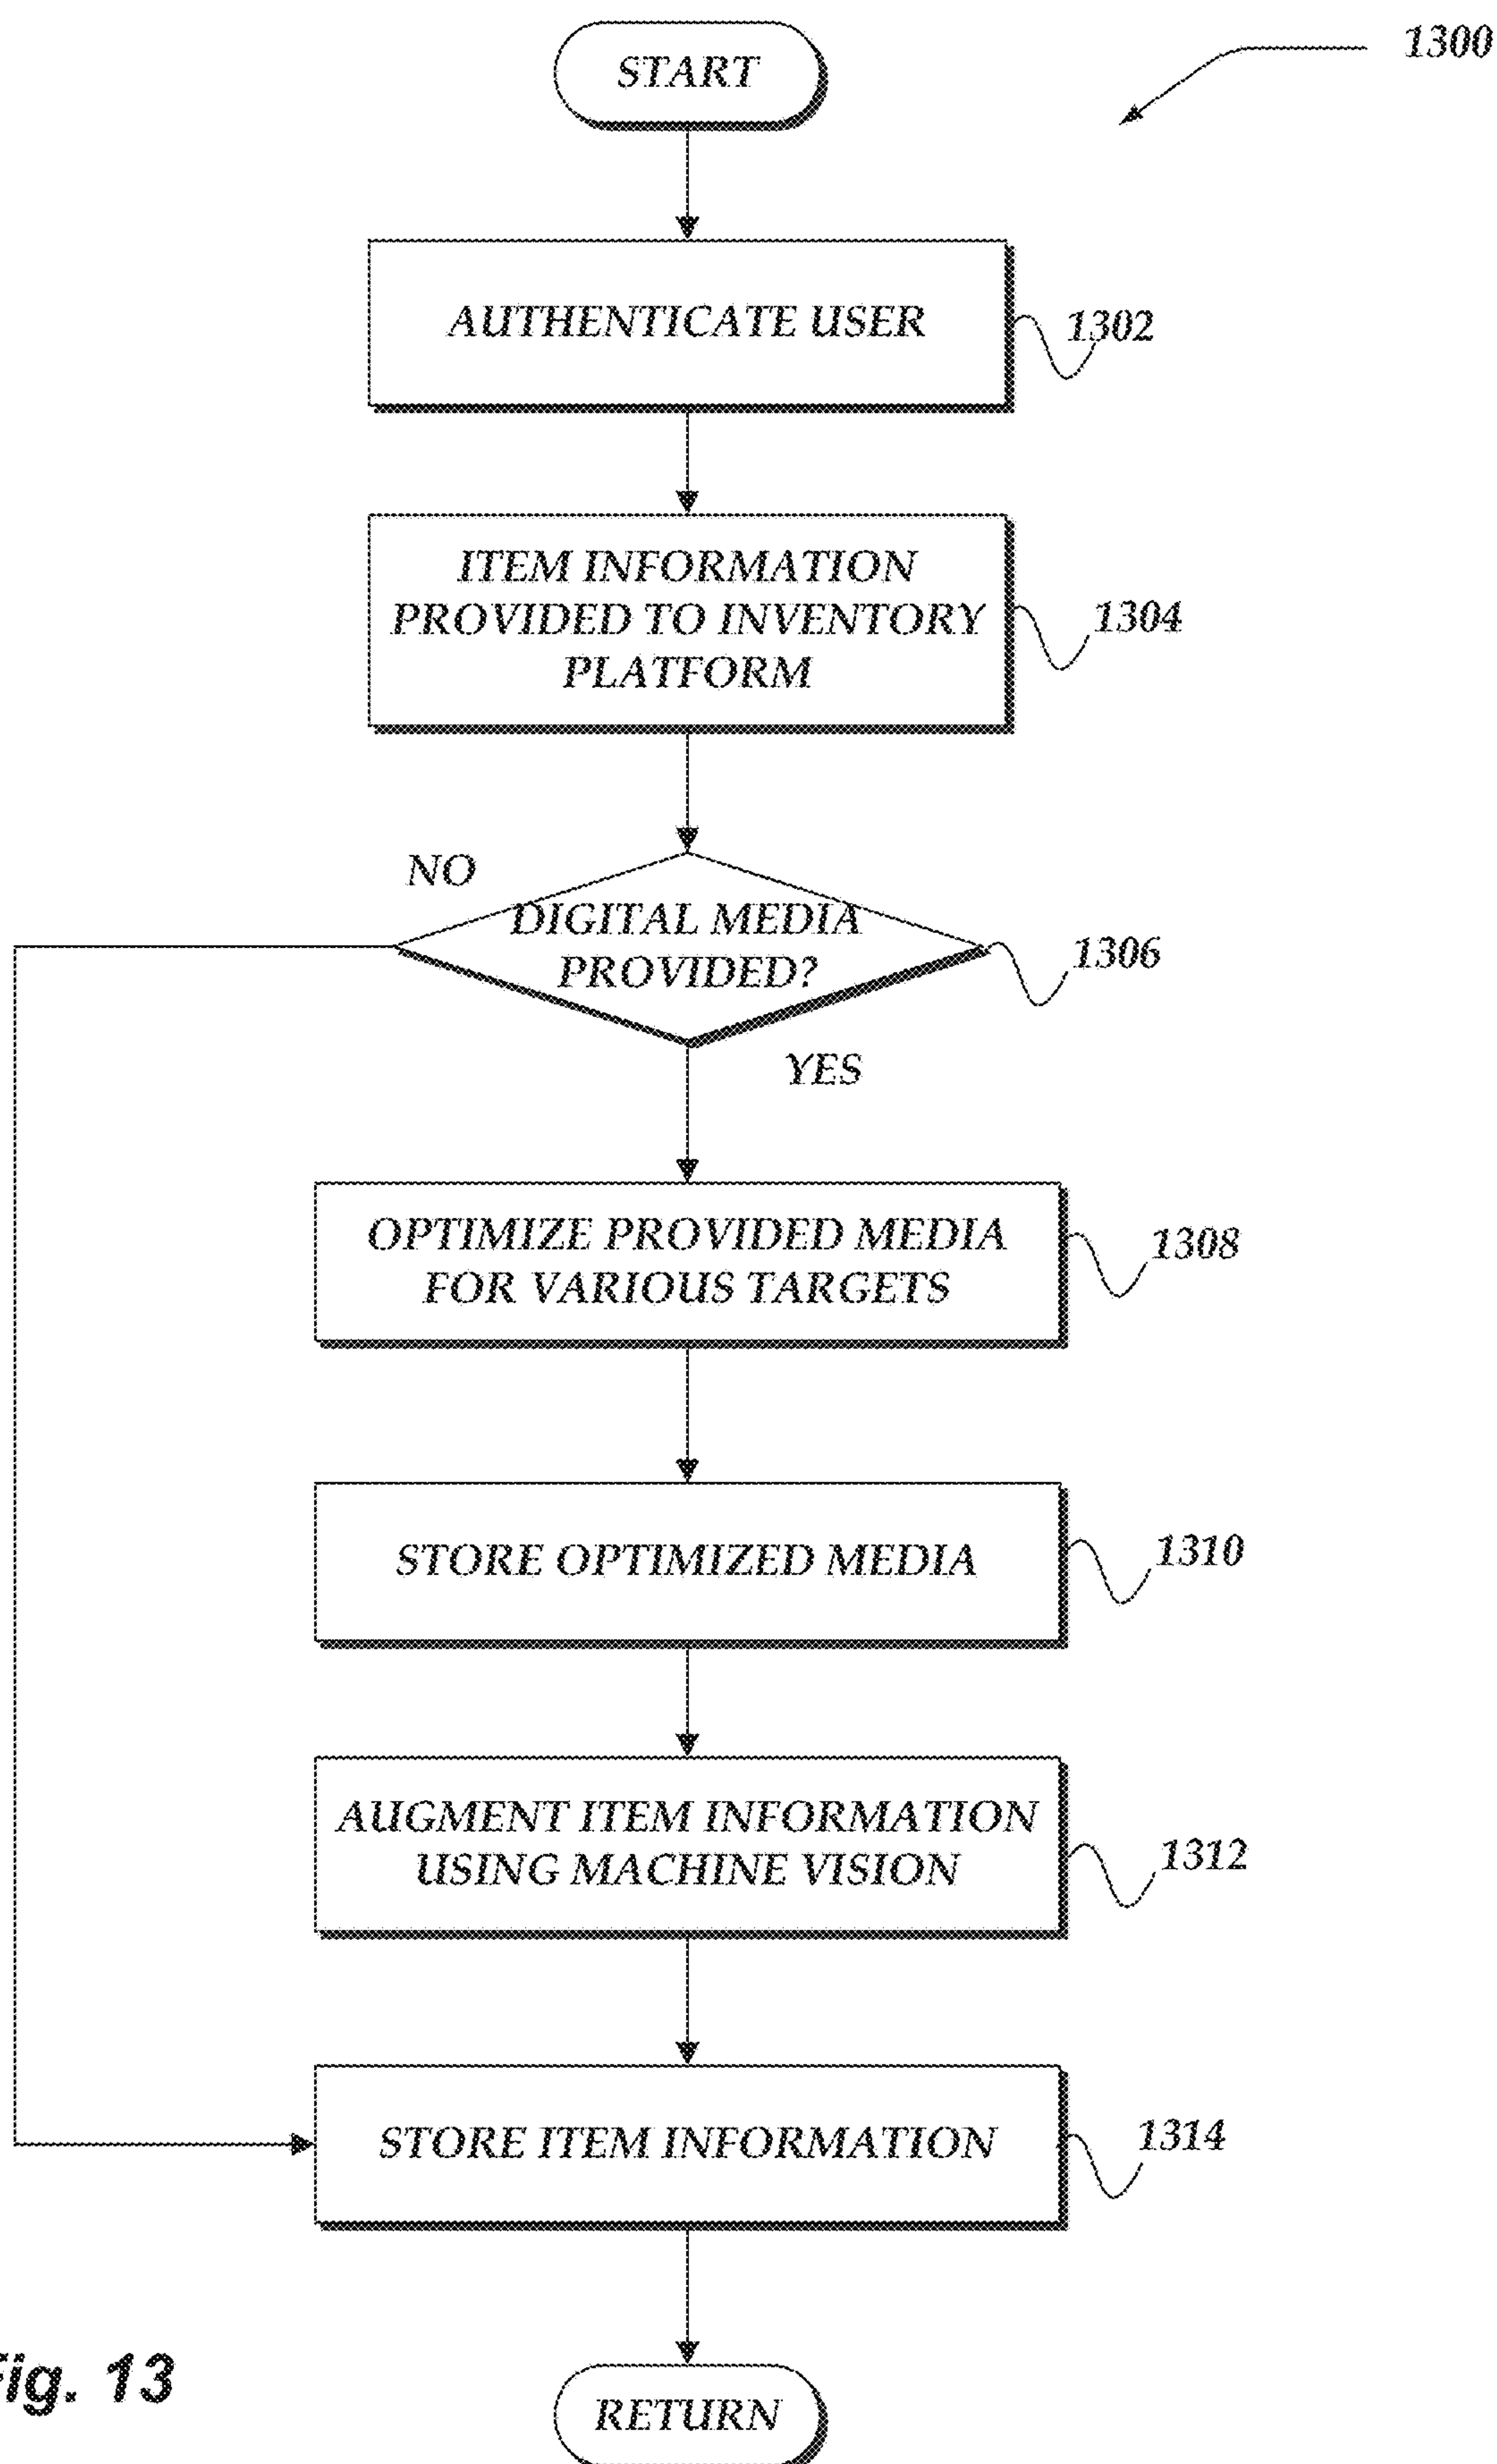 START
1300
AUTHENTICATE USER
1302
ITEM INFORMATION
PROVIDED TO INVENTORY
PLATFORM
1304
NO
DIGITAL MEDIA
PROVIDED?
1306
YES
OPTIMIZE PROVIDED MEDIA
FOR VARIOUS TARGETS
1308
STORE OPTIMIZED MEDIA
1310
AUGMENT ITEM INFORMATION
USING MACHINE VISION
1312
STORE ITEM INFORMATION
1314
Fig. 13
RETURN